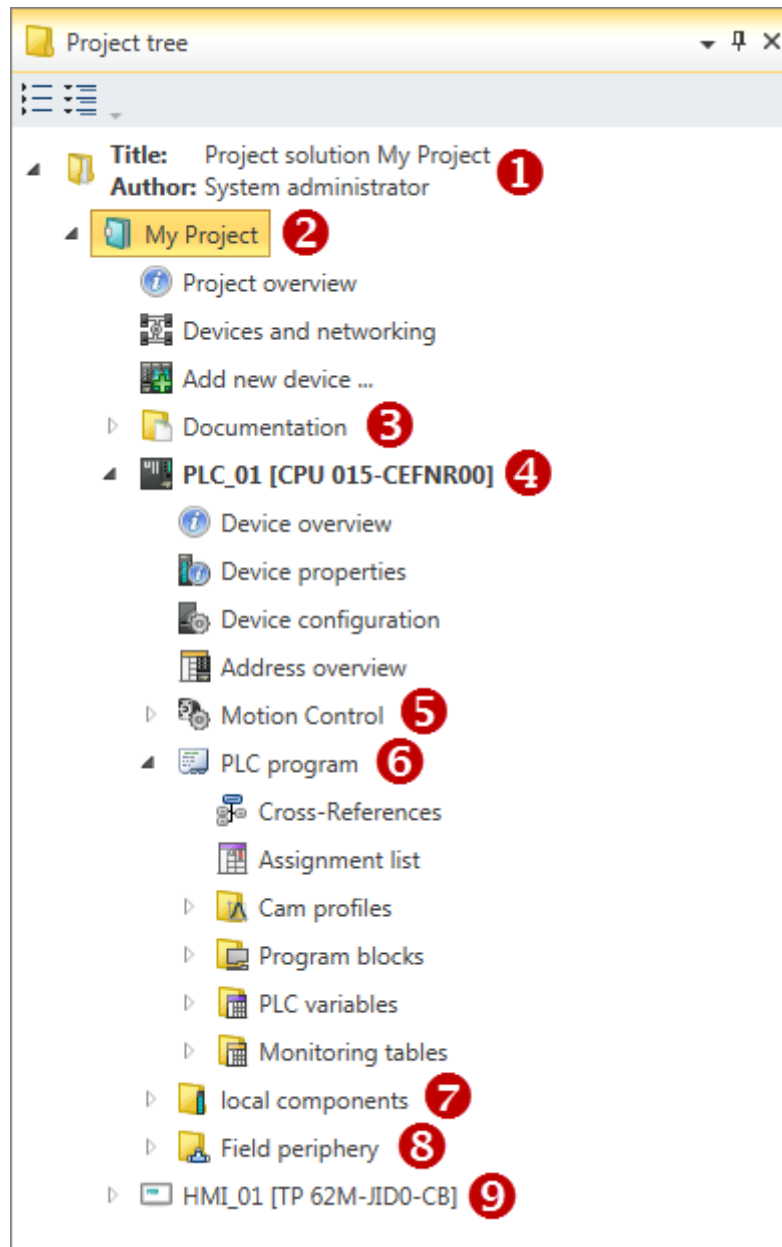 Project tree
Title: Project solution My Project 1
Author: System administrator
My Project 2
Project overview
Devices and networking
Add new device ...
Documentation 3
PLC_01 [CPU 015-CEFNR00] 4
Device overview
Device properties
Device configuration
Address overview
Motion Control 5
PLC program 6
Cross-References
Assignment list
Cam profiles
Program blocks
PLC variables
Monitoring tables
local components 7
Field periphery 8
HMI_01 [TP 62M-JID0-CB] 9